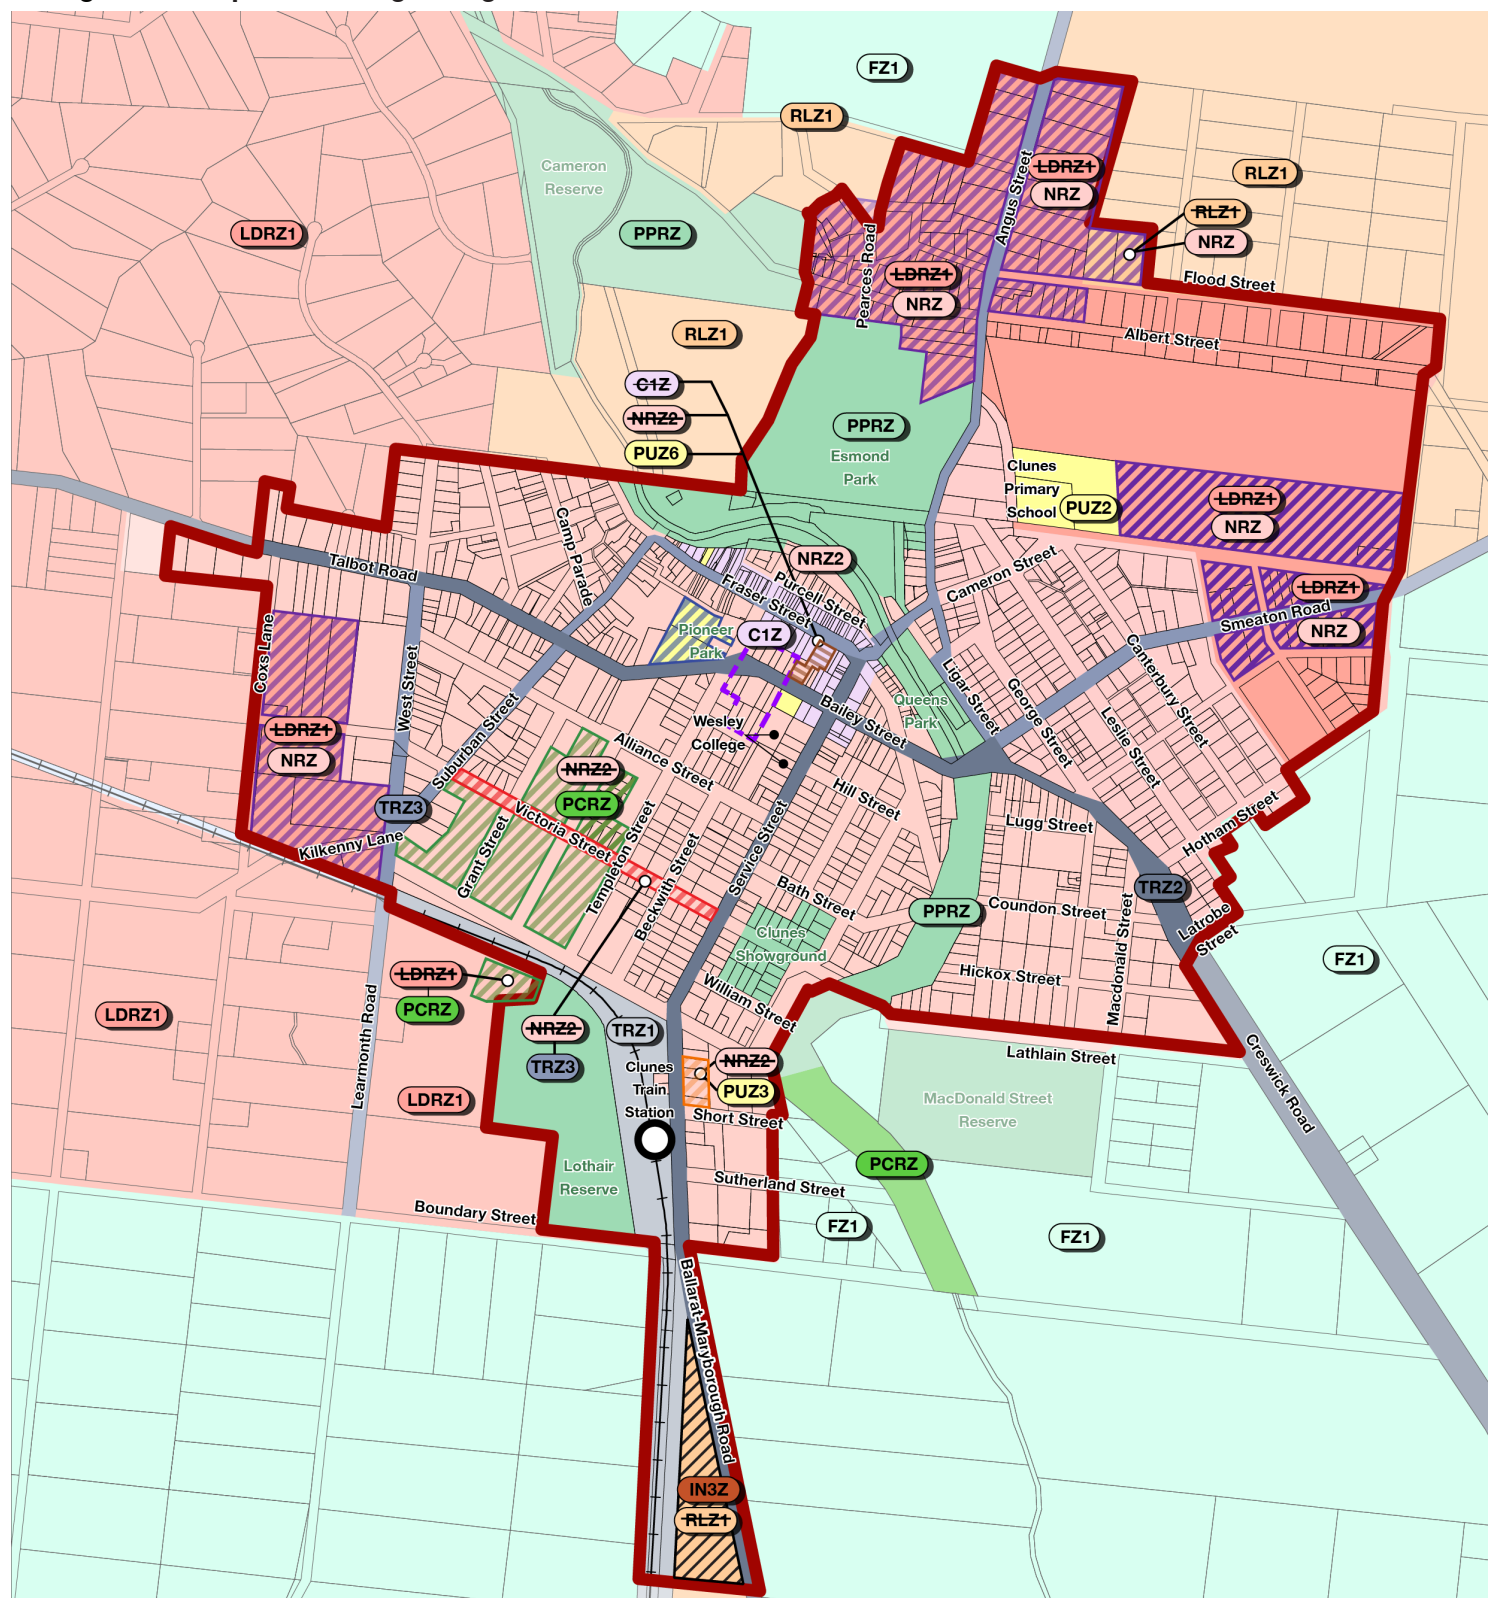 FZ1
RLZ1
Cameron
Reserve
LDRZ1
NRZ
RLZ1
RLZ1
NRZ
LDRZ1
PPRZ
Angus Street
Pearces Road
LDRZ1
NRZ
Flood Street
RLZ1
Albert Street
C1Z
NRZ2
PUZ6
PPRZ
Esmond
Park
Clunes
Primary
School
PUZ2
LDRZ1
NRZ
Camp Parade
Talbot Road
NRZ2
Purcell Street
Fraser Street
Cameron Street
LDRZ1
Smeaton Road
NRZ
Pioneer
Park
C1Z
Coxs Lane
West Street
Ligar Street
George Street
Canterbury Street
Leslie Street
Queens
Park
Bailey Street
Wesley
College
LDRZ1
NRZ
Suburban Street
Alliance Street
NRZ2
PCRZ
Hill Street
TRZ3
Victoria Street
Lugg Street
Hotham Street
Kilkenny Lane
Grant Street
Templeton Street
Beckwith Street
Service Street
Bath Street
TRZ2
PPRZ
Coundon Street
Macdonald Street
Latrobe
Street
Clunes
Showground
FZ1
LDRZ1
PCRZ
Hickox Street
William Street
LDRZ1
Learmonth Road
NRZ2
TRZ3
TRZ1
Lathlain Street
Creswick Road
Clunes
Train
Station
NRZ2
PUZ3
LDRZ1
Short Street
MacDonald Street
Reserve
PCRZ
Lothair
Reserve
Sutherland Street
Boundary Street
FZ1
FZ1
Ballarat-Maryborough Road
IN3Z
RLZ1